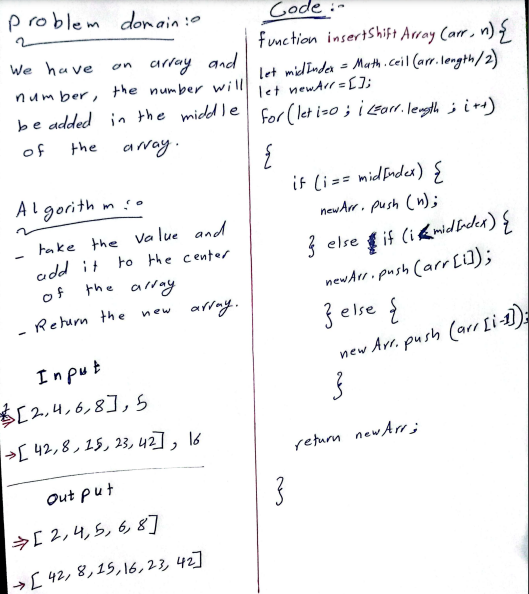 Problem domain :-
We have an array and
number, the number will
be added in the middle
of the array.
Algorithm :-
- take the value and
add it to the center
of the array
- Return the new array.
Input
⇒ [2,4,6,8], 5
→ [42,8,15,23,42], 16
Output
⇒ [2,4,5,6,8]
→ [42,8,15,16,23,42]
Code :-
function insertShiftArray (arr, n) {
let midIndex = Math.ceil (arr.length/2)
let newArr = [];
for (let i=0 ; i <= arr.length ; i++)
{
if (i == midIndex) {
newArr.push (n);
} else if (i < midIndex) {
newArr.push (arr[i]);
} else {
newArr.push (arr[i-1]);
}
return newArr;
}